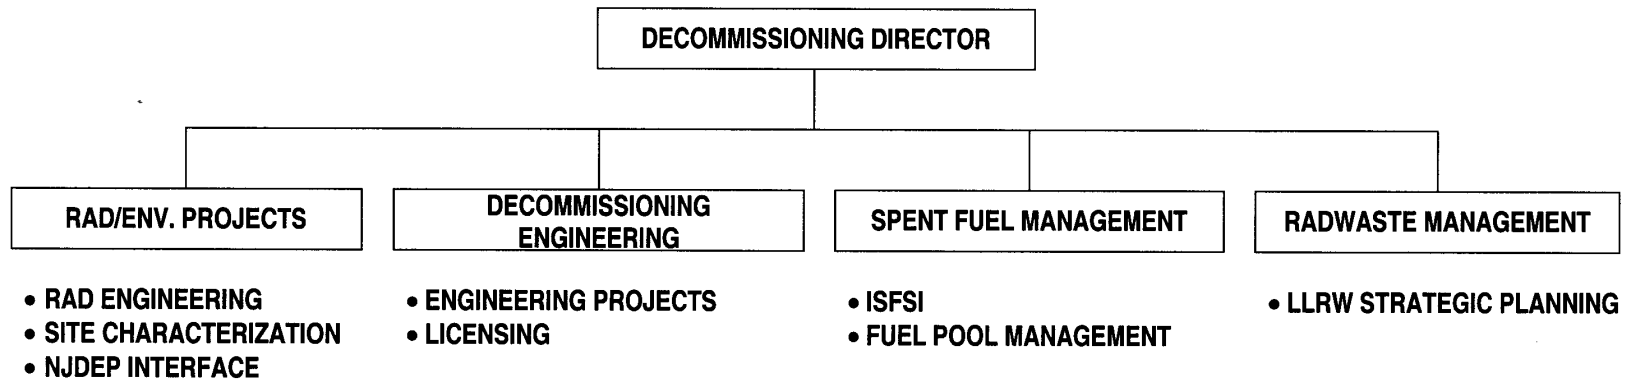 DECOMMISSIONING DIRECTOR
RAD/ENV. PROJECTS
• RAD ENGINEERING
• SITE CHARACTERIZATION
• NJDEP INTERFACE
DECOMMISSIONING
ENGINEERING
• ENGINEERING PROJECTS
• LICENSING
SPENT FUEL MANAGEMENT
• ISFSI
• FUEL POOL MANAGEMENT
RADWASTE MANAGEMENT
• LLRW STRATEGIC PLANNING